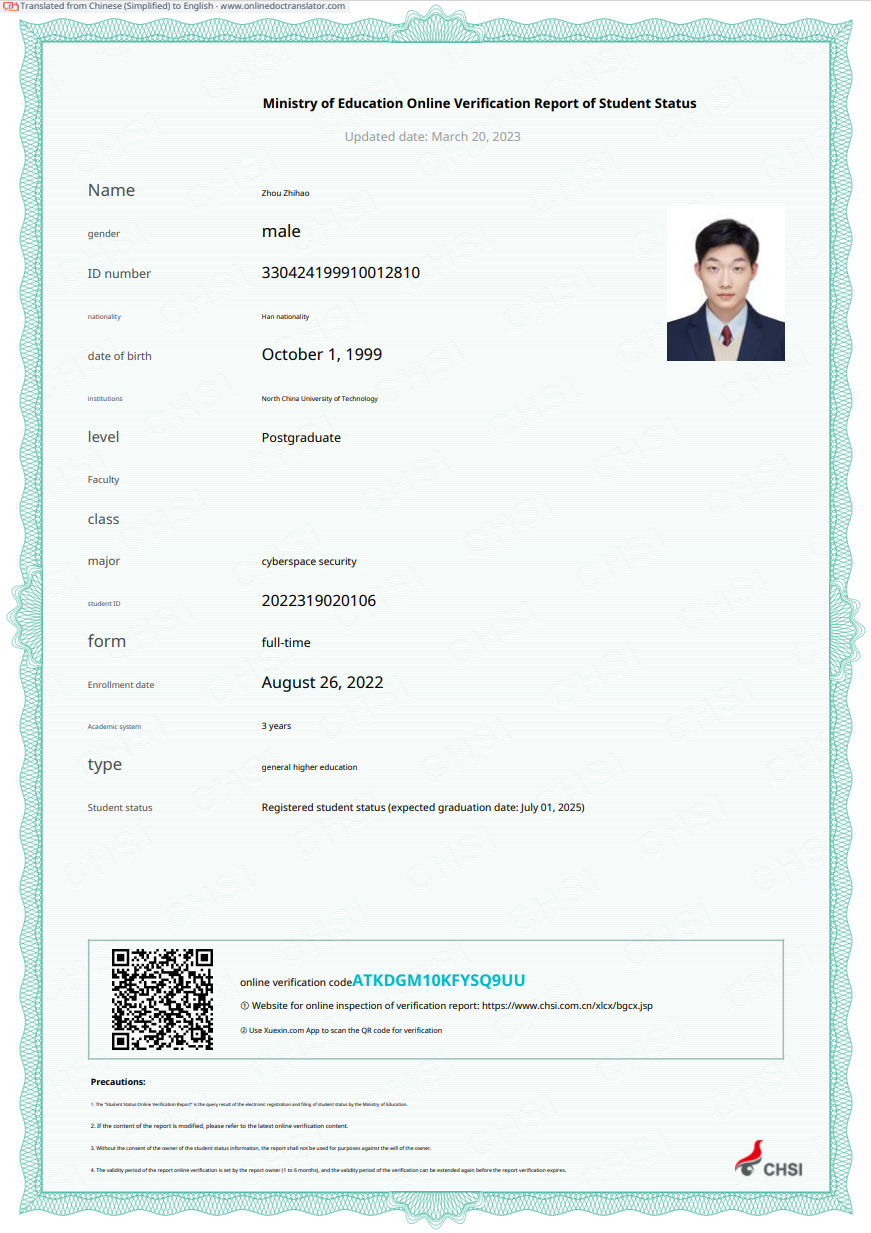 Translated from Chinese (Simplified) to English - www.onlinedoctranslator.com
Ministry of Education Online Verification Report of Student Status
Updated date: March 20, 2023
Name Zhou Zhihao
gender male
ID number 330424199910012810
nationality Han nationality
date of birth October 1, 1999
institutions North China University of Technology
level Postgraduate
Faculty
class
major cyberspace security
student ID 2022319020106
form full-time
Enrollment date August 26, 2022
Academic system 3 years
type general higher education
Student status Registered student status (expected graduation date: July 01, 2025)
online verification codeATKDGM10KFYSQ9UU
① Website for online inspection of verification report: https://www.chsi.com.cn/xlcx/bgcx.jsp
② Use Xuexin.com App to scan the QR code for verification
Precautions:
1. The "Student Status Online Verification Report" is the query result of the electronic registration and filing of student status by the Ministry of Education.
2. If the content of the report is modified, please refer to the latest online verification content.
3. Without the consent of the owner of the student status information, the report shall not be used for purposes against the will of the owner.
4. The validity period of the report online verification is set by the report owner (1 to 6 months), and the validity period of the verification can be extended again before the report verification expires.
CHSI